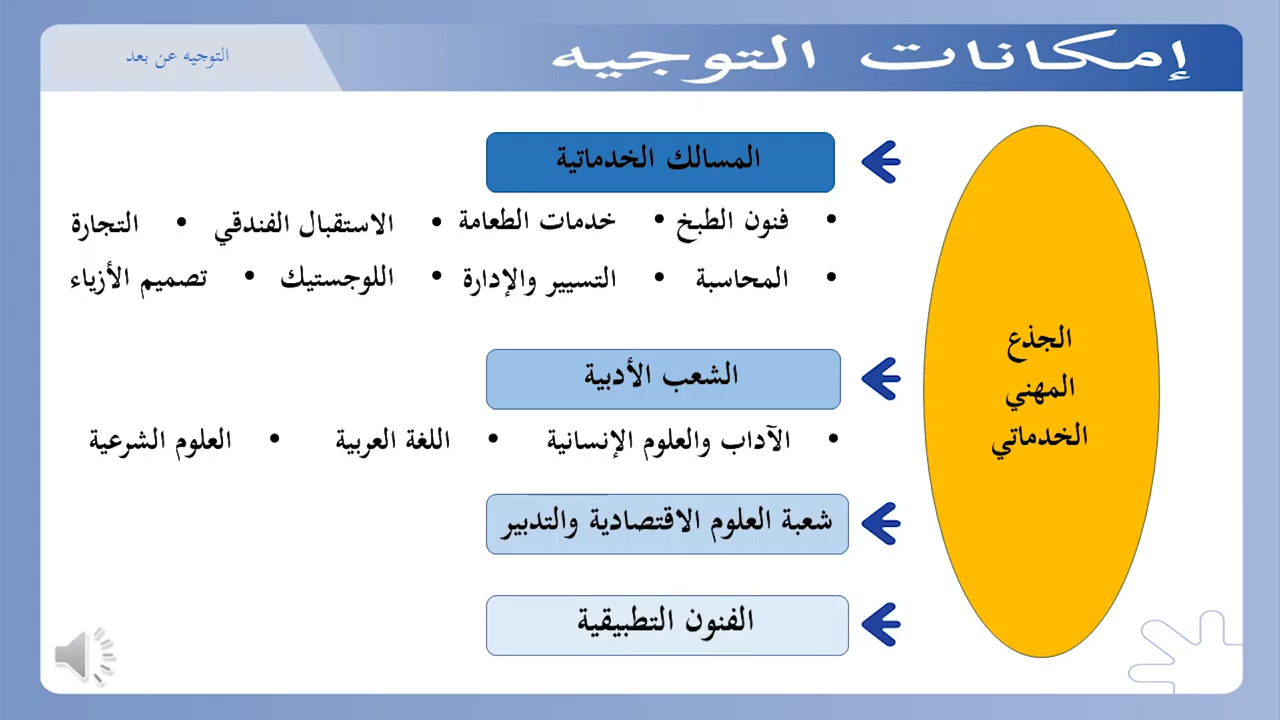 إمكانات التوجيه
التوجيه عن بعد
الجذع
المهني
الخدماتي
المسالك الخدماتية
• فنون الطبخ • خدمات الطعامة • الاستقبال الفندقي • التجارة
• المحاسبة • التسيير والإدارة • اللوجستيك • تصميم الأزياء
الشعب الأدبية
• الآداب والعلوم الإنسانية • اللغة العربية • العلوم الشرعية
شعبة العلوم الاقتصادية والتدبير
الفنون التطبيقية